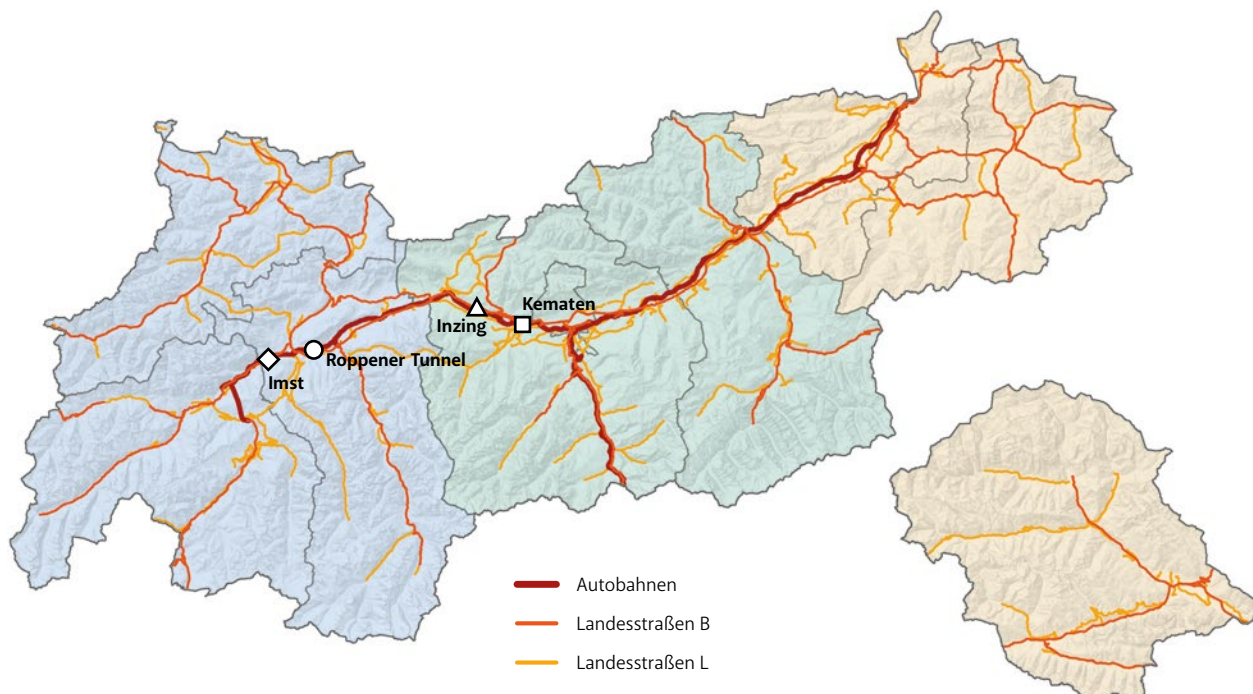 Kematen
Inzing
Roppener Tunnel
Imst
Autobahnen
Landesstraßen B
Landesstraßen L